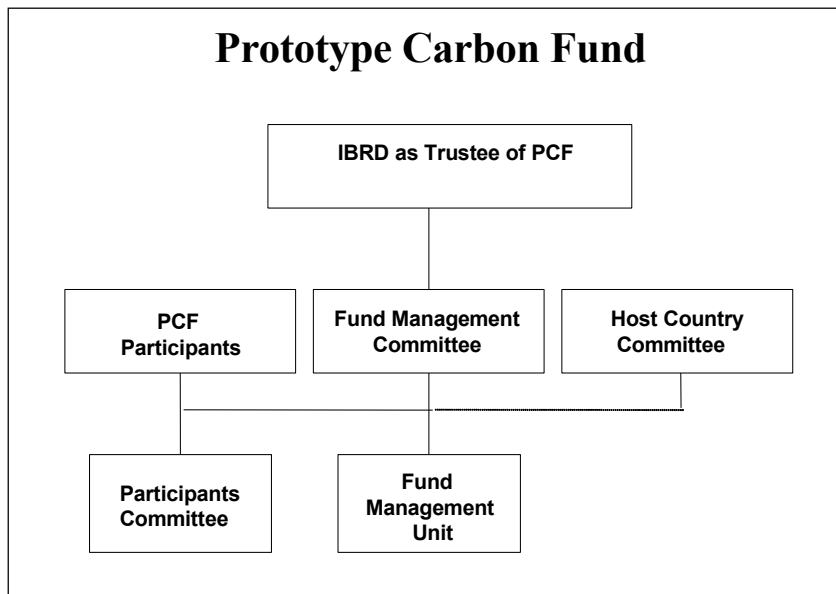 Prototype Carbon Fund
IBRD as Trustee of PCF
PCF
Participants
Fund Management
Committee
Host Country
Committee
Participants
Committee
Fund
Management
Unit